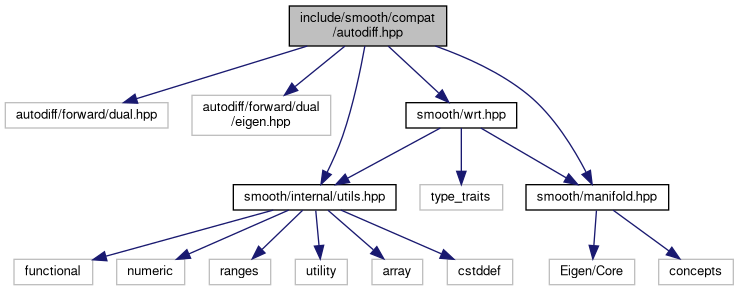 include/smooth/compat
/autodiff.hpp
autodiff/forward/dual.hpp
autodiff/forward/dual
/eigen.hpp
smooth/wrt.hpp
smooth/internal/utils.hpp
type_traits
smooth/manifold.hpp
functional
numeric
ranges
utility
array
cstddef
Eigen/Core
concepts